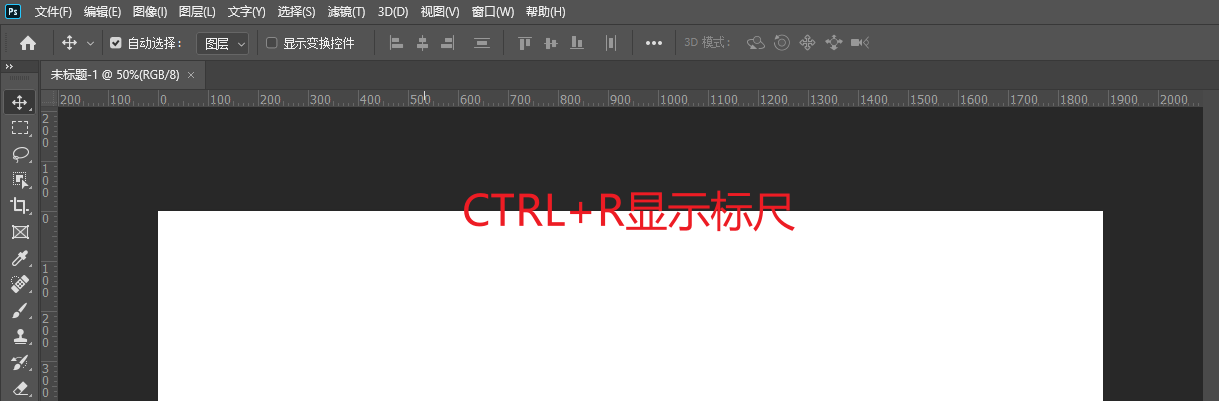 Ps 文件(F) 编辑(E) 图像(I) 图层(L) 文字(Y) 选择(S) 滤镜(T) 3D(D) 视图(V) 窗口(W) 帮助(H)
自动选择： 图层 显示变换控件 3D 模式：
未标题-1 @ 50%(RGB/8) ×
200 100 0 100 200 300 400 500 600 700 800 900 1000 1100 1200 1300 1400 1500 1600 1700 1800 1900 2000
200
100
0
100
200
300
CTRL+R显示标尺